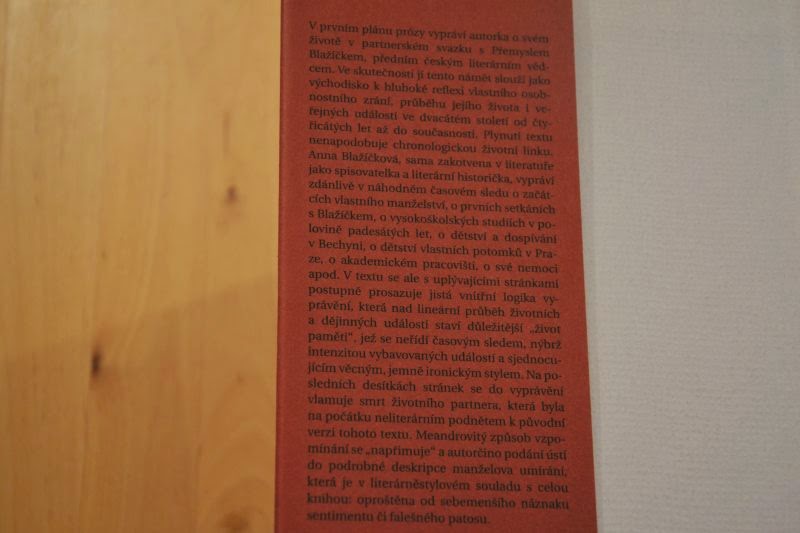 V prvním plánu prózy vypráví autorka o svém
životě v partnerském svazku s Přemyslem
Blažíčkem, předním českým literárním věd-
cem. Ve skutečnosti jí tento námět slouží jako
východisko k hluboké reflexi vlastního osob-
nostního zrání, průběhu jejího života i ve-
řejných událostí ve dvacátém století od čty-
řicátých let až do současnosti. Plynutí textu
nenapodobuje chronologickou životní linku.
Anna Blažíčková, sama zakotvena v literatuře
jako spisovatelka a literární historička, vypráví
zdánlivě v náhodném časovém sledu o začát-
cích vlastního manželství, o prvních setkáních
s Blažíčkem, o vysokoškolských studiích v po-
lovině padesátých let, o dětství a dospívání
v Bechyni, o dětství vlastních potomků v Pra-
ze, o akademickém pracovišti, o své nemoci
apod. V textu se ale s uplývajícími stránkami
postupně prosazuje jistá vnitřní logika vy-
právění, která nad lineární průběh životních
a dějinných událostí staví důležitější „život
paměti“, jež se neřídí časovým sledem, nýbrž
intenzitou vybavovaných událostí a sjednocu-
jícím věcným, jemně ironickým stylem. Na po-
sledních desítkách stránek se do vyprávění
vlamuje smrt životního partnera, která byla
na počátku neliterárním podnětem k původní
verzi tohoto textu. Meandrovitý způsob vzpo-
mínání se „napřimuje“ a autorčino podání ústí
do podrobné deskripce manželova umírání,
která je v literárněstylovém souladu s celou
knihou: oproštěna od sebemenšího náznaku
sentimentu či falešného patosu.